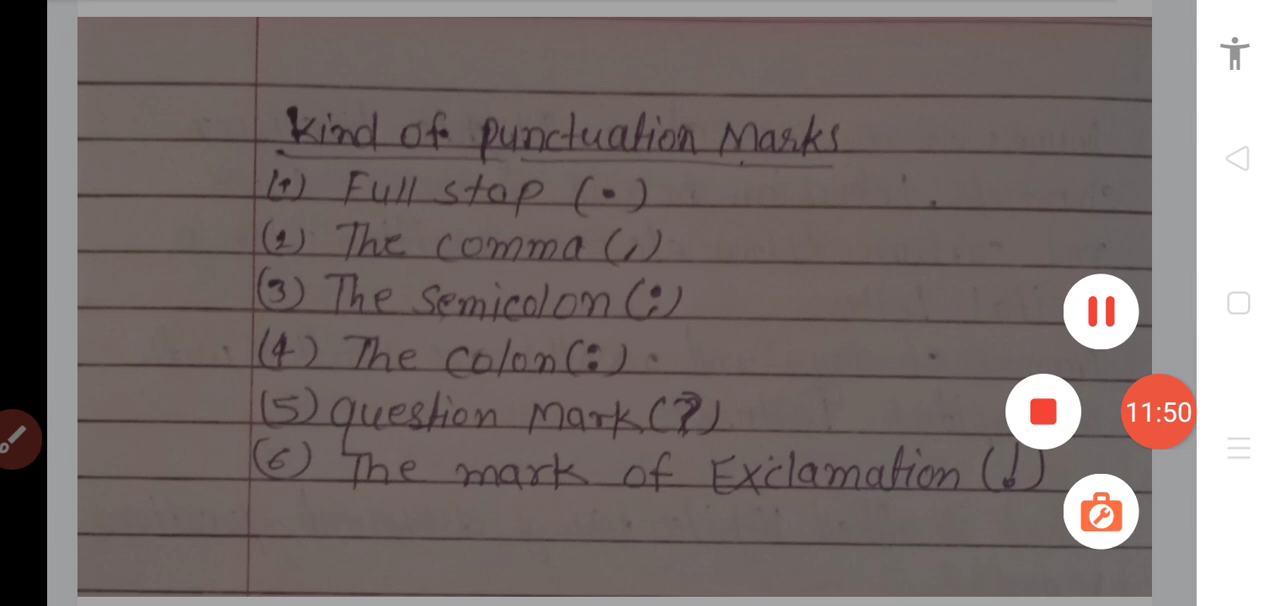 Kind of Punctuation Marks
(1) Full stop (.)
(2) The comma (,)
(3) The Semicolon (;)
(4) The colon (:)
(5) question Mark (?)
(6) The mark of Exclamation (!)
11:50